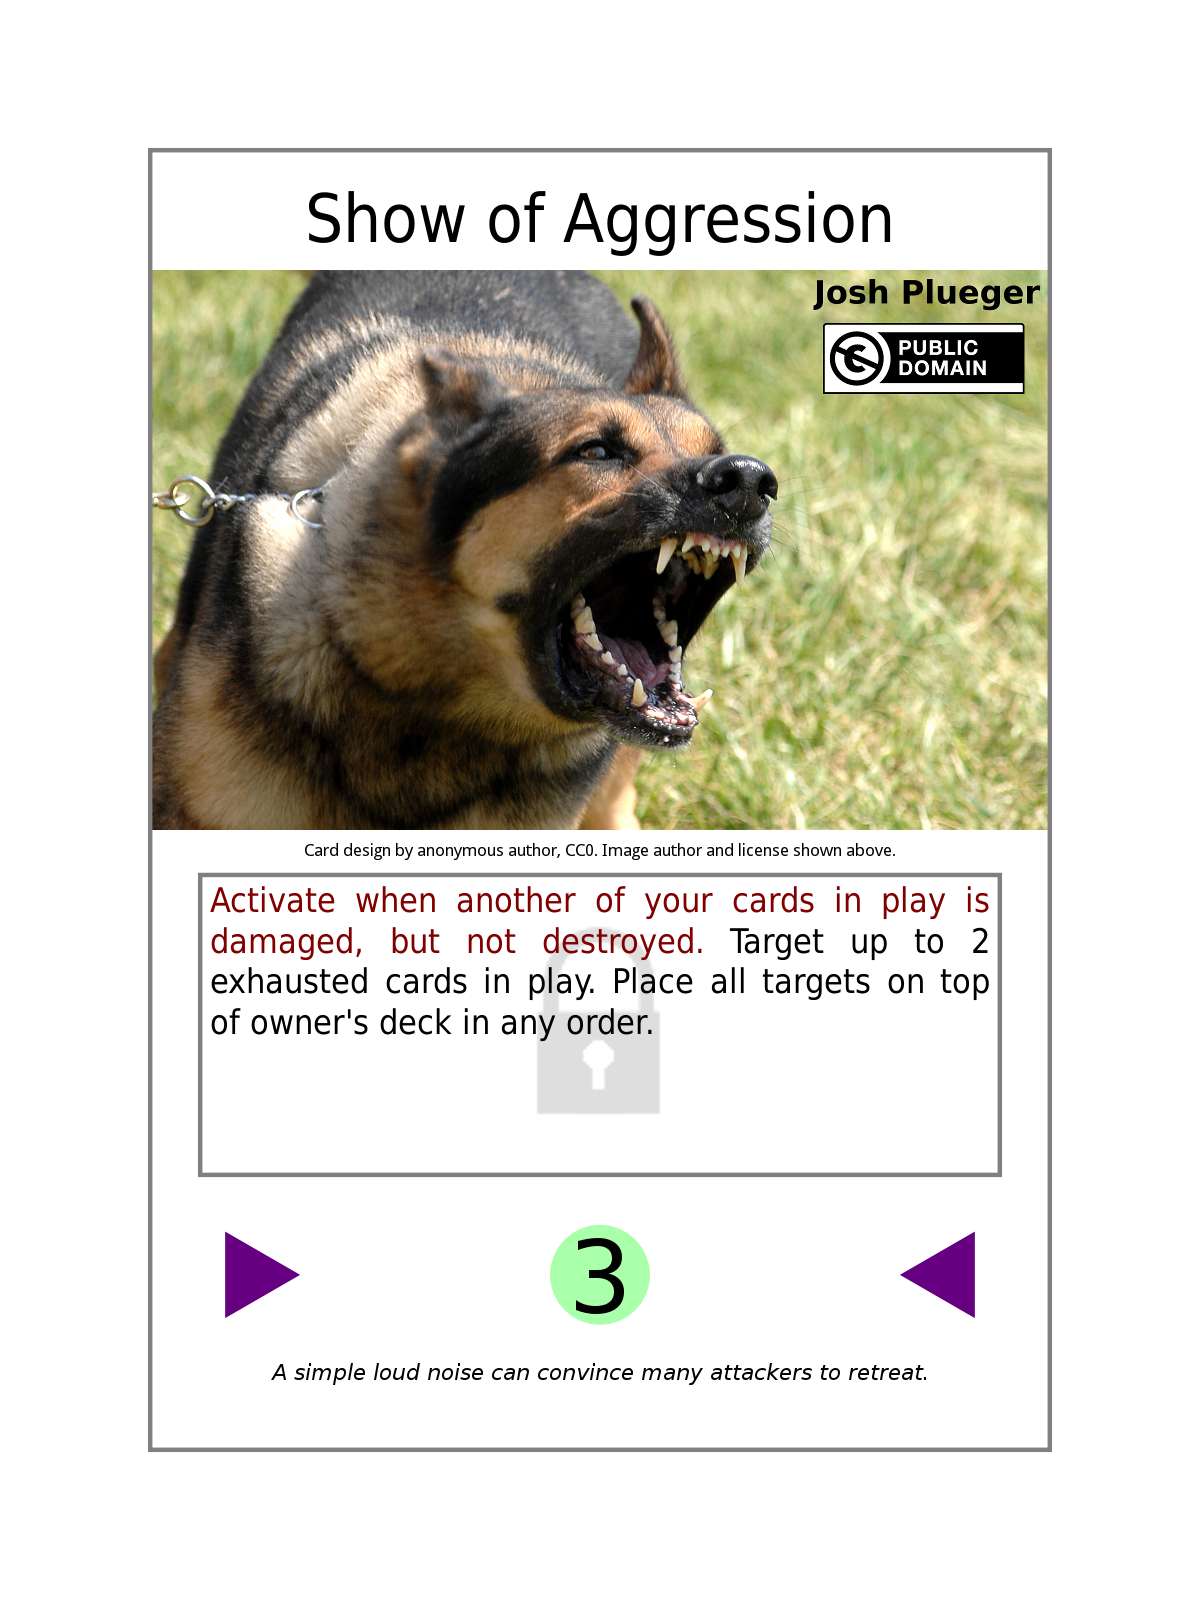 Show of Aggression
Josh Plueger
PUBLIC
DOMAIN
Card design by anonymous author, CC0. Image author and license shown above.
Activate when another of your cards in play is
damaged, but not destroyed. Target up to 2
exhausted cards in play. Place all targets on top
of owner's deck in any order.
3
A simple loud noise can convince many attackers to retreat.